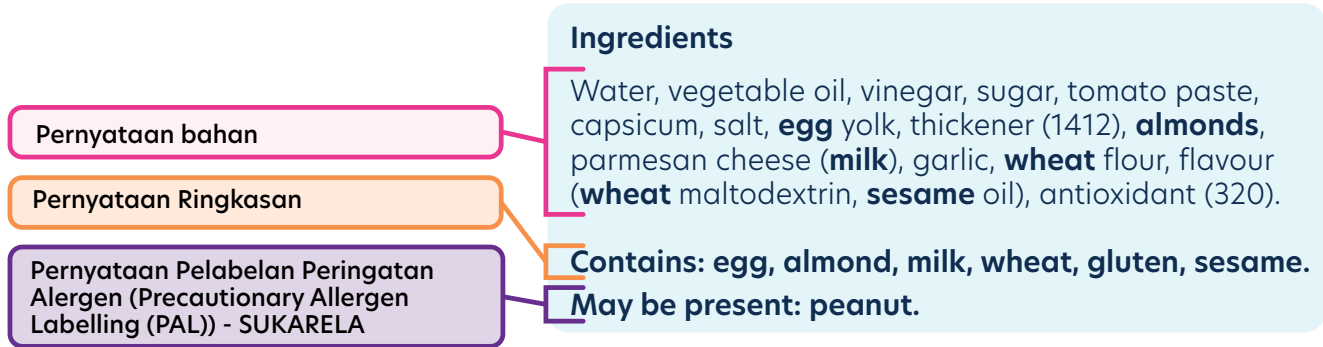 Ingredients
Water, vegetable oil, vinegar, sugar, tomato paste,
capsicum, salt, egg yolk, thickener (1412), almonds,
parmesan cheese (milk), garlic, wheat flour, flavour
(wheat maltodextrin, sesame oil), antioxidant (320).
Contains: egg, almond, milk, wheat, gluten, sesame.
May be present: peanut.
Pernyataan bahan
Pernyataan Ringkasan
Pernyataan Pelabelan Peringatan
Alergen (Precautionary Allergen
Labelling (PAL)) - SUKARELA